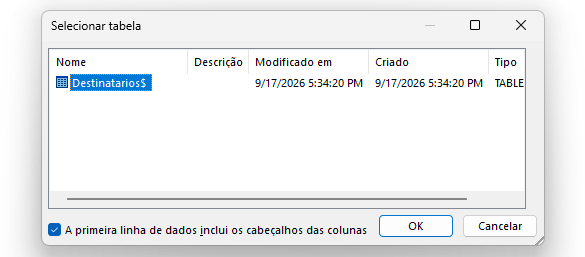 Selecionar tabela
Nome Descrição Modificado em Criado Tipo
Destinatarios$ 9/17/2026 5:34:20 PM 9/17/2026 5:34:20 PM TABLE
A primeira linha de dados inclui os cabeçalhos das colunas OK Cancelar